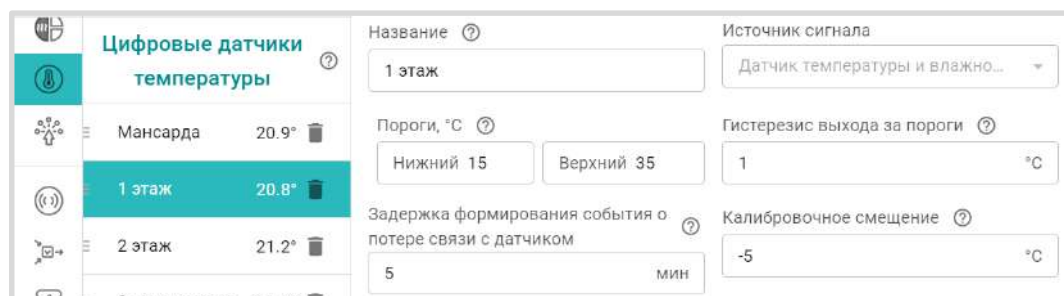 Цифровые датчики
температуры
Мансарда 20.9°
1 этаж 20.8°
2 этаж 21.2°
Название
1 этаж
Источник сигнала
Датчик температуры и влажно...
Пороги, °C
Нижний 15 Верхний 35
Гистерезис выхода за пороги
1 °C
Задержка формирования события о
потере связи с датчиком
5 мин
Калибровочное смещение
-5 °C